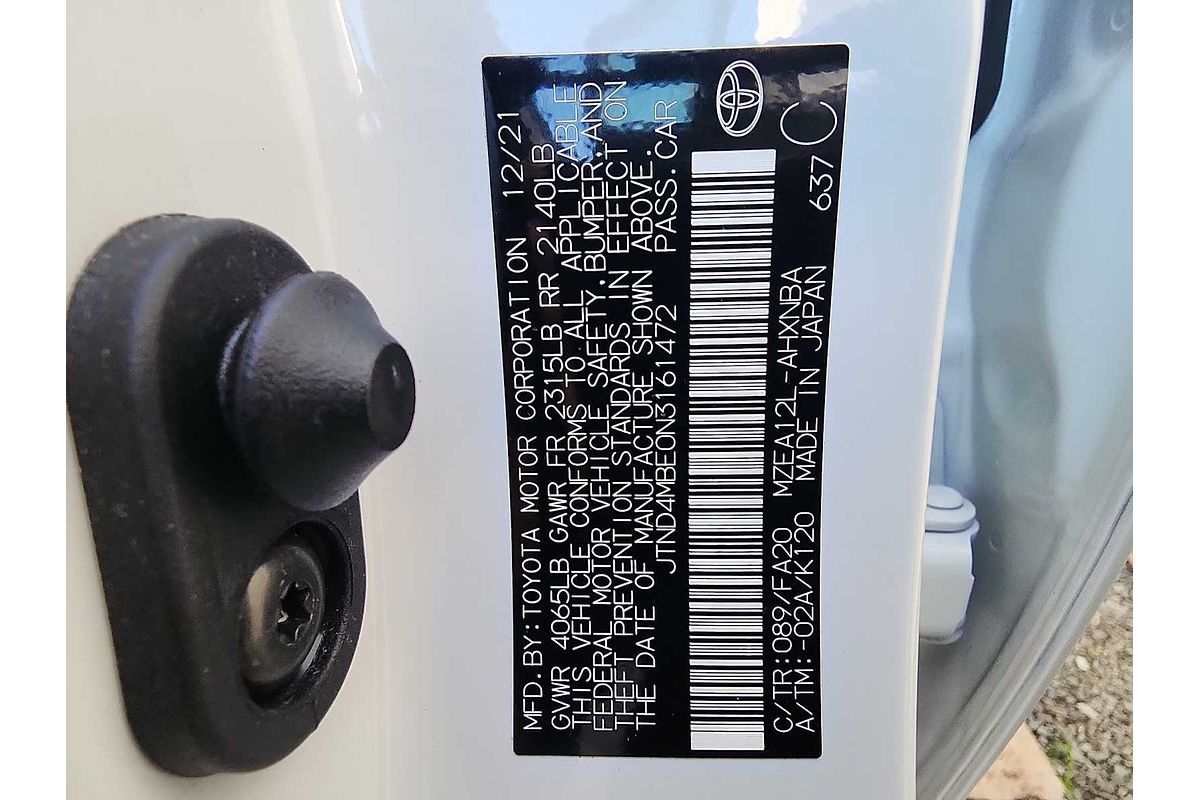 MFD.BY:TOYOTA MOTOR CORPORATION 12/21
GVWR 4065LB GAWR FR 2315LB RR 2140LB
THIS VEHICLE CONFORMS TO ALL APPLICABLE
FEDERAL MOTOR VEHICLE SAFETY,BUMPER,AND
THEFT PREVENTION STANDARDS IN EFFECT ON
THE DATE OF MANUFACTURE SHOWN ABOVE.
JTND4MBE0N3161472 PASS.CAR
C/TR:089/FA20 MZEA12L-AHXNBA 637
A/TM:-02A/K120 MADE IN JAPAN C